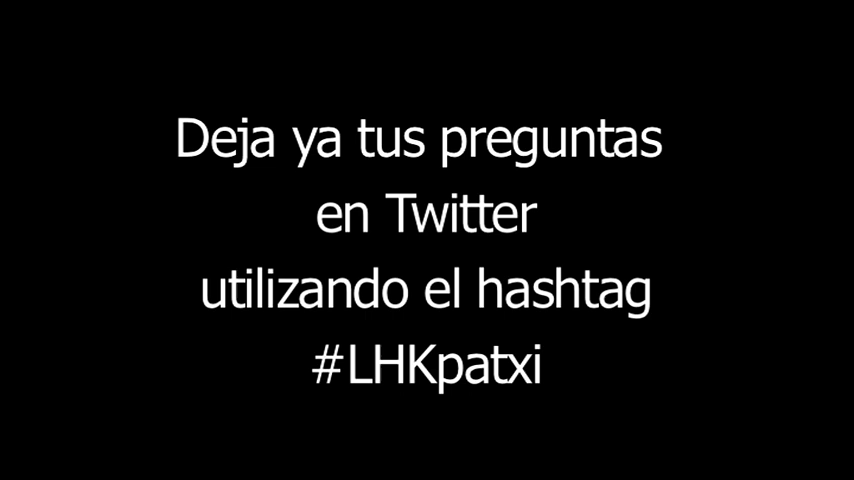 Deja ya tus preguntas
en Twitter
utilizando el hashtag
#LHKpatxi